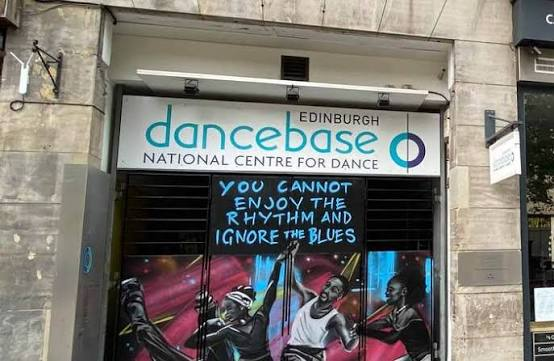 EDINBURGH
dancebase
NATIONAL CENTRE FOR DANCE
YOU CANNOT
ENJOY THE
RHYTHM AND
IGNORE THE BLUES